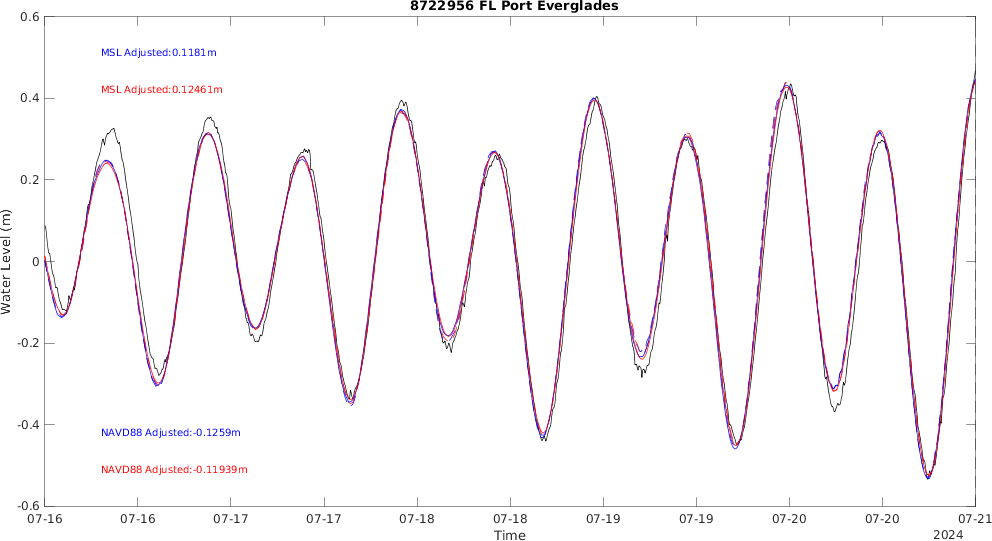 8722956 FL Port Everglades
0.6
MSL Adjusted:0.1181m
MSL Adjusted:0.12461m
0.4
0.2
0
-0.2
-0.4
-0.6
Water Level (m)
NAVD88 Adjusted:-0.1259m
NAVD88 Adjusted:-0.11939m
07-16 07-16 07-17 07-17 07-18 07-18 07-19 07-19 07-20 07-20 07-21
Time
2024